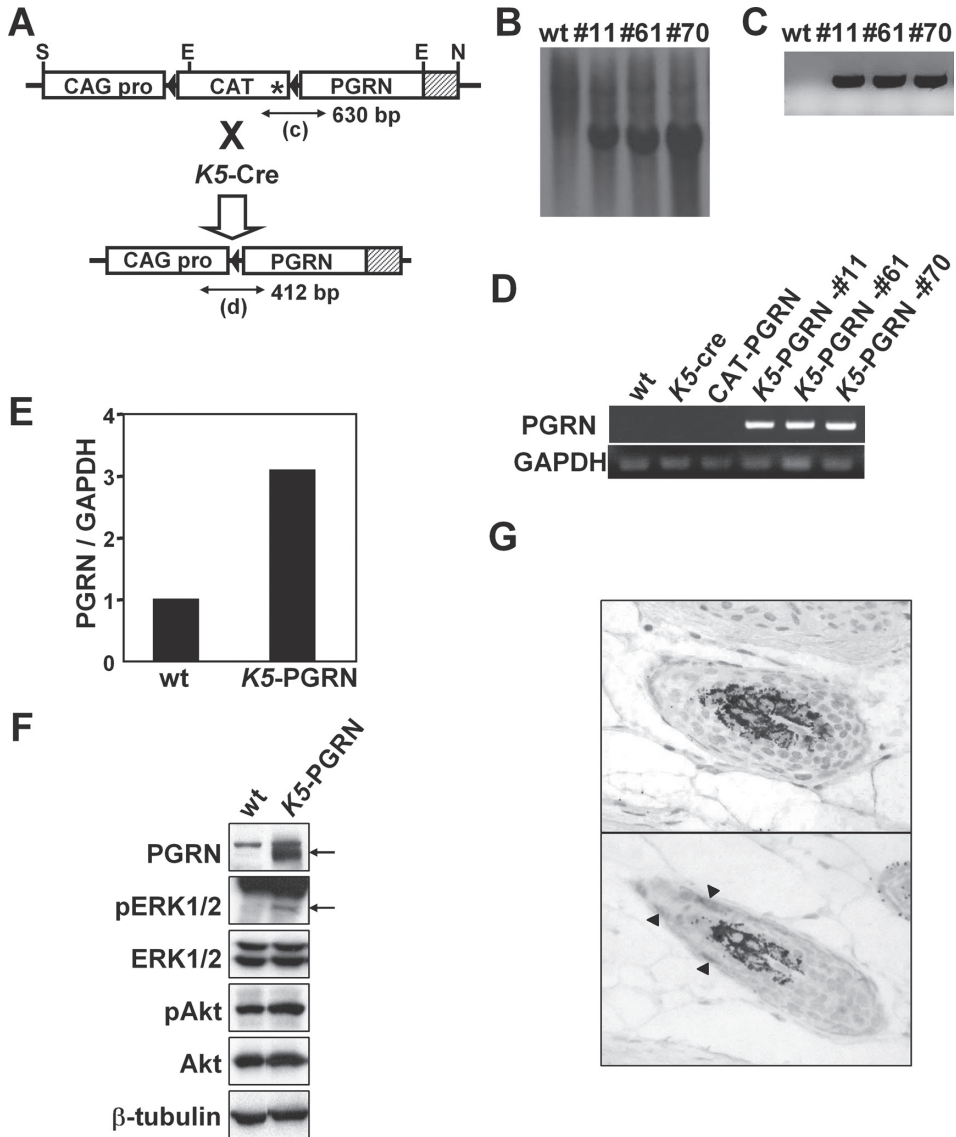 A
S E E N
CAG pro CAT * PGRN
(c) 630 bp
X
K5-Cre
CAG pro PGRN
(d) 412 bp
B
wt #11 #61 #70
C
wt #11 #61 #70
D
wt K5-cre CAT-PGRN K5-PGRN -#11 K5-PGRN -#61 K5-PGRN -#70
PGRN
GAPDH
E
PGRN / GAPDH
4
3
2
1
0
wt K5-PGRN
F
wt K5-PGRN
PGRN
pERK1/2
ERK1/2
pAkt
Akt
β-tubulin
G